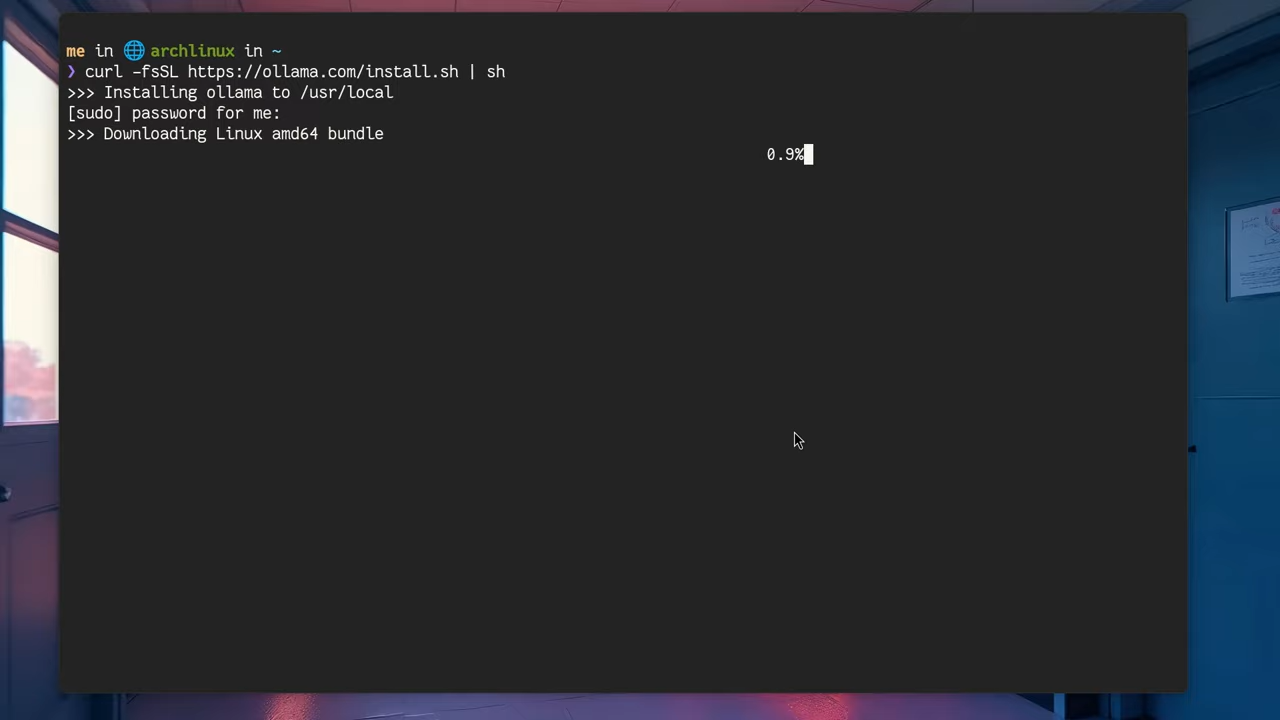 me in 🌐 archlinux in ~
❯ curl -fsSL https://ollama.com/install.sh | sh
>>> Installing ollama to /usr/local
[sudo] password for me:
>>> Downloading Linux amd64 bundle
0.9%